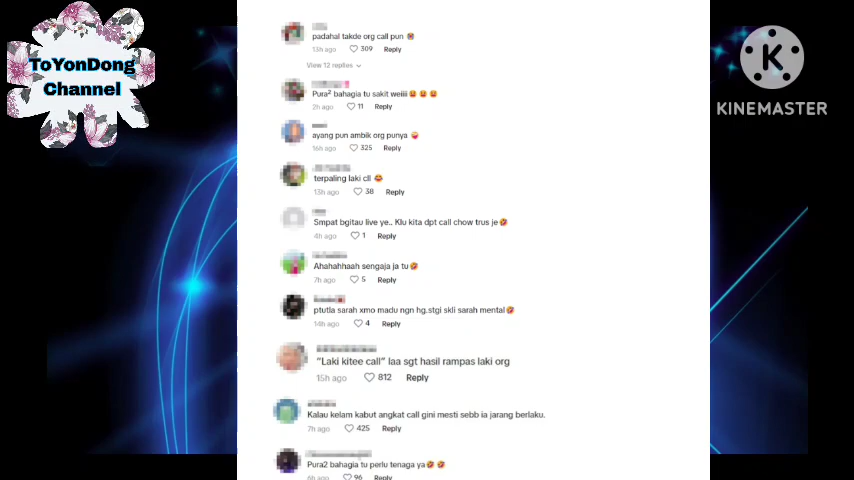 ToYonDong
Channel
K
KINEMASTER
padahal takde org call pun
13h ago 309 Reply
View 12 replies
Pura² bahagia tu sakit weiii
2h ago 11 Reply
ayang pun ambik org punya
16h ago 325 Reply
terpaling laki cll
13h ago 38 Reply
Smpat bgitau live ye.. Klu kita dpt call chow trus je
4h ago 1 Reply
Ahahahhaah sengaja ja tu
7h ago 5 Reply
ptutla sarah xmo madu ngn hg.stgi skli sarah mental
14h ago 4 Reply
“Laki kitee call” laa sgt hasil rampas laki org
15h ago 812 Reply
Kalau kelam kabut angkat call gini mesti sebb ia jarang berlaku.
7h ago 425 Reply
Pura2 bahagia tu perlu tenaga ya
6h ago 96 Reply